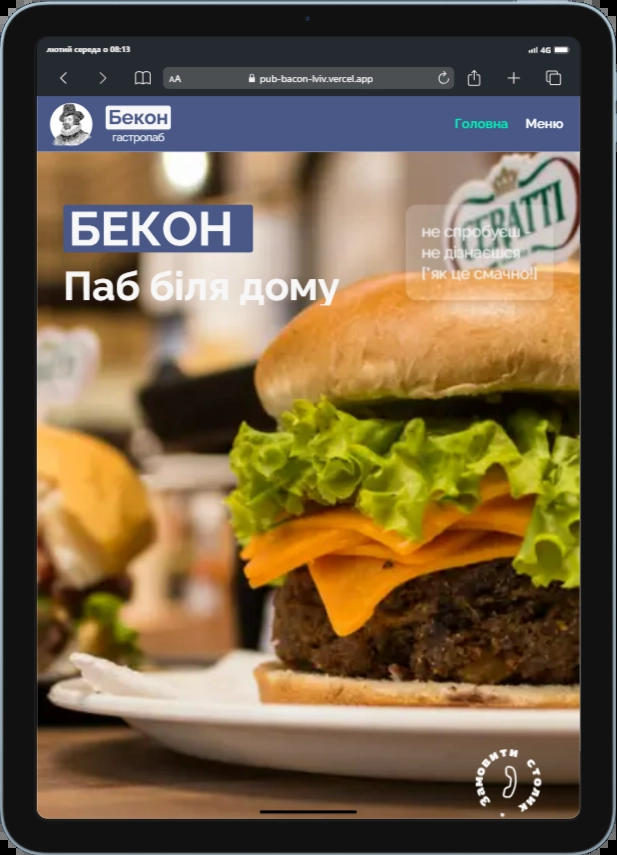 лютий середа о 08:13
4G
AA
pub-bacon-lviv.vercel.app
Бекон
гастропаб
Головна
Меню
БЕКОН
Паб біля дому
CERATTI
не спробуєш -
не дізнаєшся
["як це смачно!]
ЗАМОВИТИ СТОЛИК